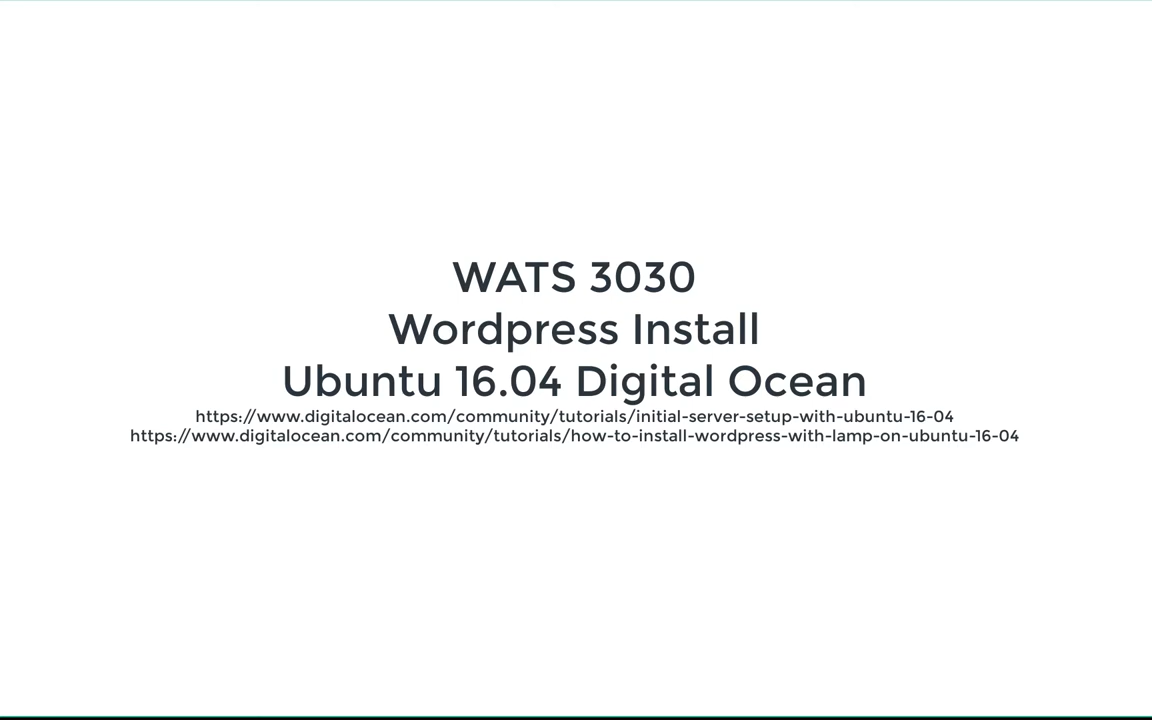 WATS 3030
Wordpress Install
Ubuntu 16.04 Digital Ocean
https://www.digitalocean.com/community/tutorials/initial-server-setup-with-ubuntu-16-04
https://www.digitalocean.com/community/tutorials/how-to-install-wordpress-with-lamp-on-ubuntu-16-04